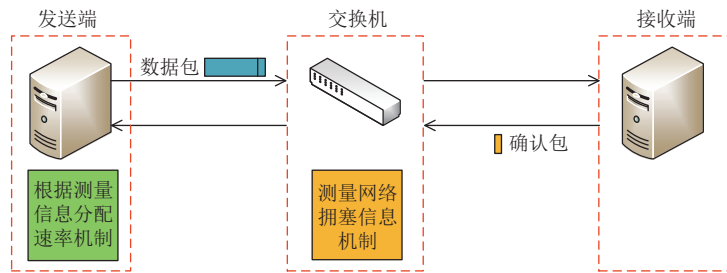 发送端
交换机
接收端
数据包
确认包
根据测量
信息分配
速率机制
测量网络
拥塞信息
机制